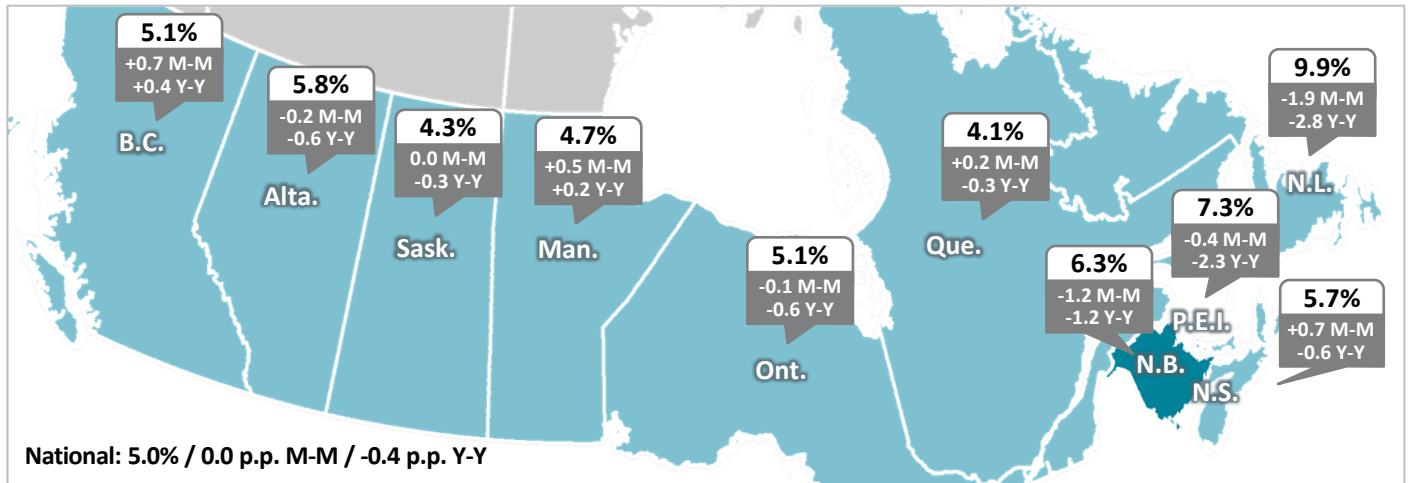 5.1%
+0.7 M-M
+0.4 Y-Y
B.C.
5.8%
-0.2 M-M
-0.6 Y-Y
Alta.
4.3%
0.0 M-M
-0.3 Y-Y
Sask.
4.7%
+0.5 M-M
+0.2 Y-Y
Man.
5.1%
-0.1 M-M
-0.6 Y-Y
Ont.
4.1%
+0.2 M-M
-0.3 Y-Y
Que.
6.3%
-1.2 M-M
-1.2 Y-Y
N.B.
7.3%
-0.4 M-M
-2.3 Y-Y
P.E.I.
5.7%
+0.7 M-M
-0.6 Y-Y
N.S.
9.9%
-1.9 M-M
-2.8 Y-Y
N.L.
National: 5.0% / 0.0 p.p. M-M / -0.4 p.p. Y-Y